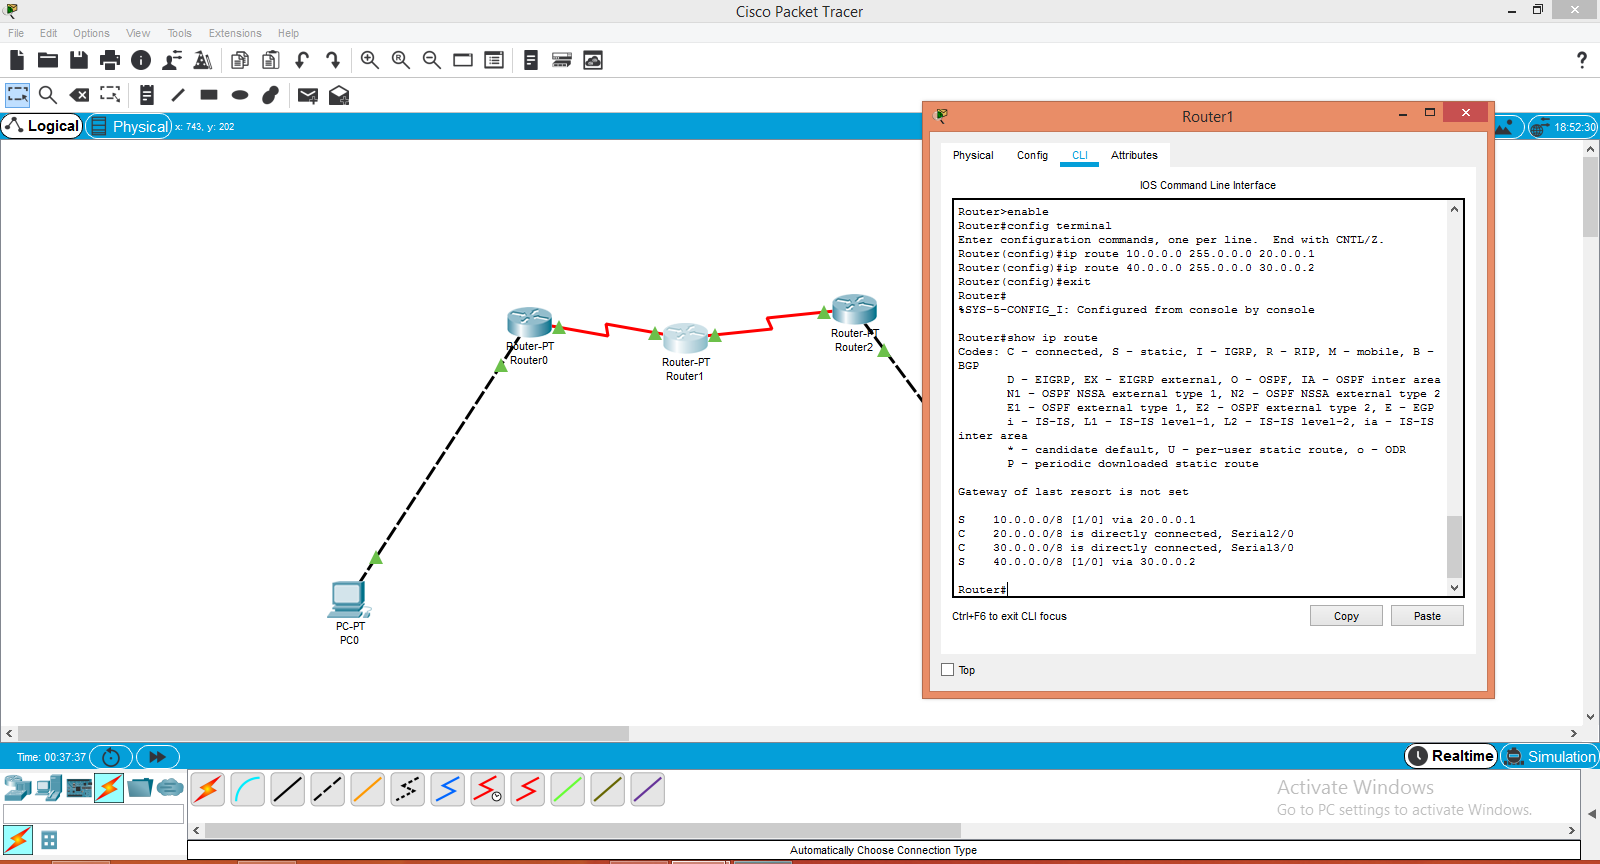 Cisco Packet Tracer
File Edit Options View Tools Extensions Help
?
Logical Physical x: 743, y: 202
18:52:30
Router1
Physical Config CLI Attributes
IOS Command Line Interface
Router>enable
Router#config terminal
Enter configuration commands, one per line.  End with CNTL/Z.
Router(config)#ip route 10.0.0.0 255.0.0.0 20.0.0.1
Router(config)#ip route 40.0.0.0 255.0.0.0 30.0.0.2
Router(config)#exit
Router#
%SYS-5-CONFIG_I: Configured from console by console
Router#show ip route
Codes: C - connected, S - static, I - IGRP, R - RIP, M - mobile, B -
BGP
D - EIGRP, EX - EIGRP external, O - OSPF, IA - OSPF inter area
N1 - OSPF NSSA external type 1, N2 - OSPF NSSA external type 2
E1 - OSPF external type 1, E2 - OSPF external type 2, E - EGP
i - IS-IS, L1 - IS-IS level-1, L2 - IS-IS level-2, ia - IS-IS
inter area
* - candidate default, U - per-user static route, o - ODR
P - periodic downloaded static route
Gateway of last resort is not set
S    10.0.0.0/8 [1/0] via 20.0.0.1
C    20.0.0.0/8 is directly connected, Serial2/0
C    30.0.0.0/8 is directly connected, Serial3/0
S    40.0.0.0/8 [1/0] via 30.0.0.2
Router#
Ctrl+F6 to exit CLI focus
Copy Paste
Top
Router-PT
Router0
Router-PT
Router1
Router-PT
Router2
PC-PT
PC0
Time: 00:37:37
Realtime Simulation
Activate Windows
Go to PC settings to activate Windows.
Automatically Choose Connection Type